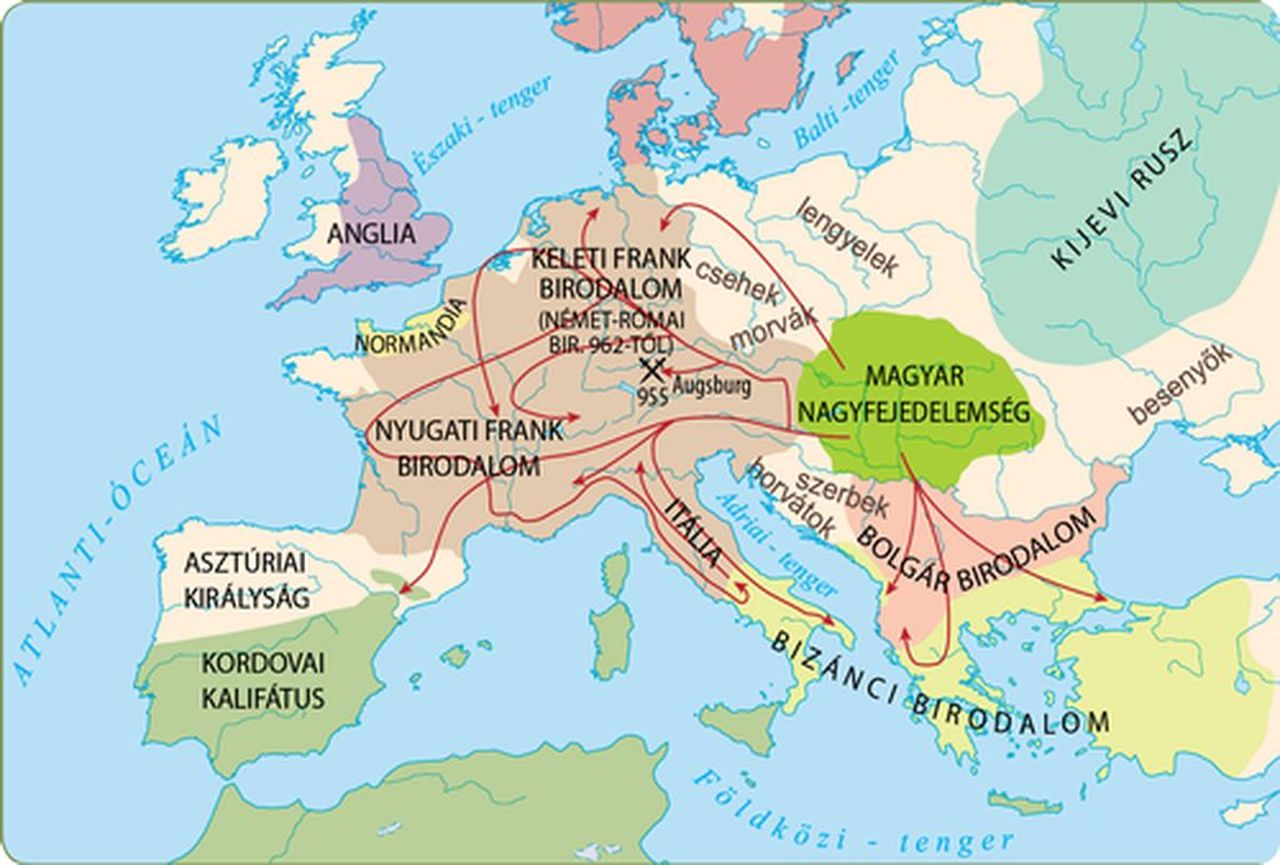 Északi - tenger
Balti - tenger
KIJEVI RUSZ
ANGLIA
lengyelek
KELETI FRANK
BIRODALOM
(NÉMET-RÓMAI
BIR. 962-TŐL)
csehek
morvák
NORMANDIA
955
Augsburg
MAGYAR
NAGYFEJEDELEMSÉG
besenyők
NYUGATI FRANK
BIRODALOM
ATLANTI-ÓCEÁN
szerbek
horvátok
ITÁLIA
Adriai - tenger
BOLGÁR BIRODALOM
ASZTÚRIAI
KIRÁLYSÁG
KORDOVAI
KALIFÁTUS
BIZÁNCI BIRODALOM
Földközi - tenger